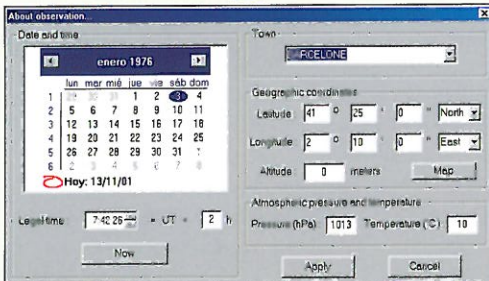 About observation...
Date and time
enero 1976
lun mar mié jue vie sáb dom
1 29 30 31 1 2 3 4
2 5 6 7 8 9 10 11
3 12 13 14 15 16 17 18
4 19 20 21 22 23 24 25
5 26 27 28 29 30 31 1
6 2 3 4 5 6 7 8
Hoy: 13/11/01
Legal time 7:42:26 = UT + 2 h
Now
Town
BARCELONE
Geographic coordinates
Latitude 41 ° 25 ' 0 " North
Longitude 2 ° 10 ' 0 " East
Altitude 0 meters Map
Atmospheric pressure and temperature
Pressure (hPa) 1013 Temperature (°C) 10
Apply Cancel